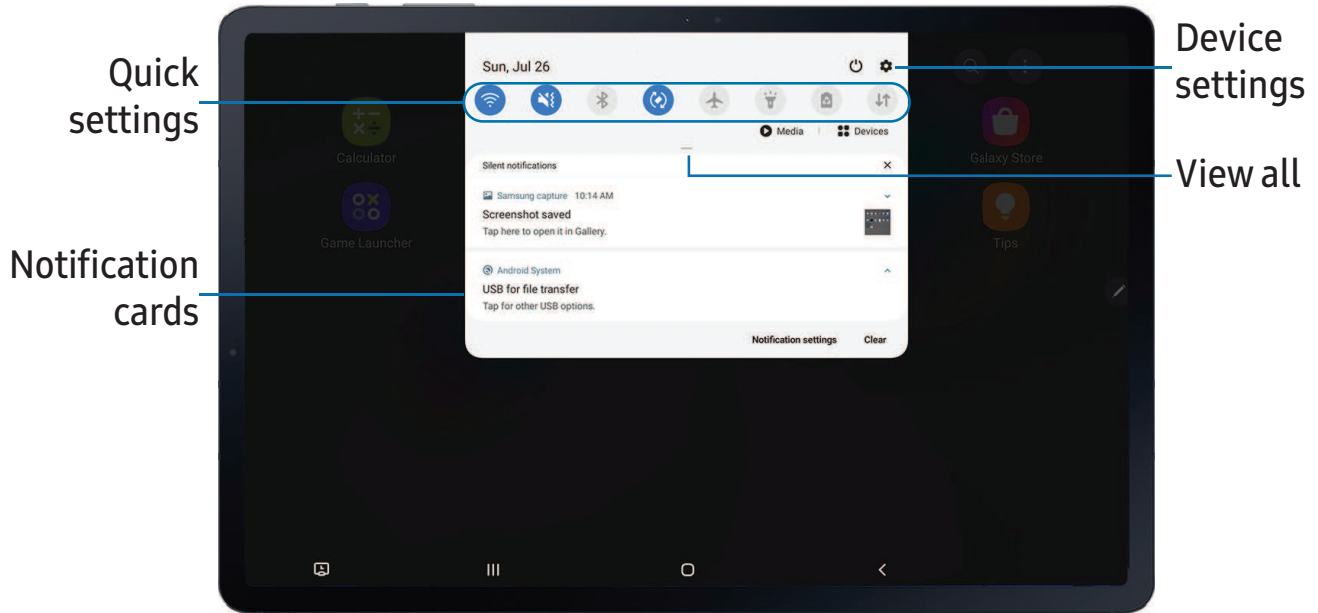 Quick
settings
Device
settings
View all
Notification
cards
Sun, Jul 26
Media
Devices
Silent notifications
Samsung capture 10:14 AM
Screenshot saved
Tap here to open it in Gallery.
Android System
USB for file transfer
Tap for other USB options.
Notification settings
Clear
Calculator
Game Launcher
Galaxy Store
Tips